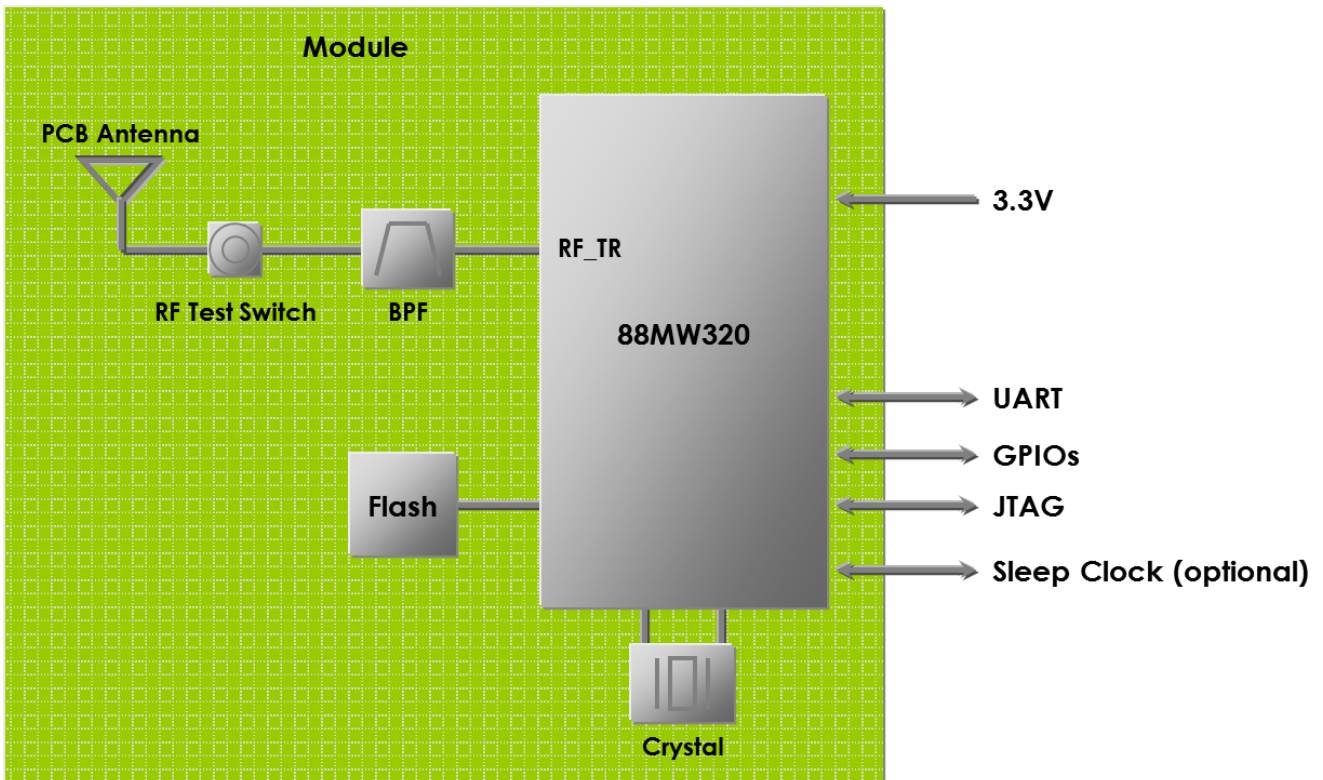 Module
PCB Antenna
3.3V
RF_TR
RF Test Switch
BPF
88MW320
UART
GPIOs
Flash
JTAG
Sleep Clock (optional)
Crystal